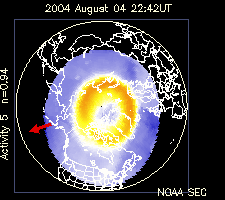 2004 August 04 22:42UT
Activity 5 n=0.94
NOAA SEC